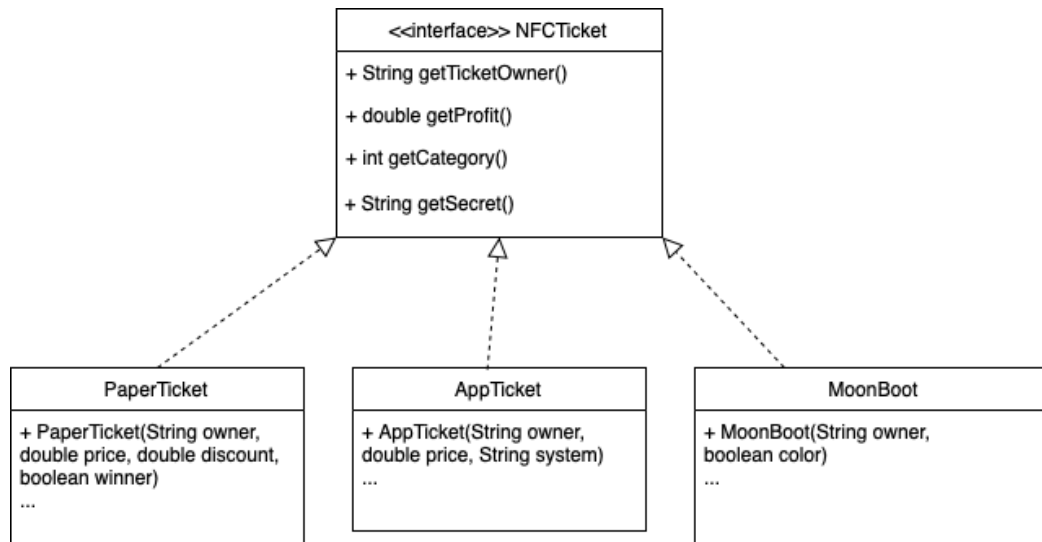 <<interface>> NFCTicket
+ String getTicketOwner()
+ double getProfit()
+ int getCategory()
+ String getSecret()
PaperTicket
+ PaperTicket(String owner,
double price, double discount,
boolean winner)
...
AppTicket
+ AppTicket(String owner,
double price, String system)
...
MoonBoot
+ MoonBoot(String owner,
boolean color)
...